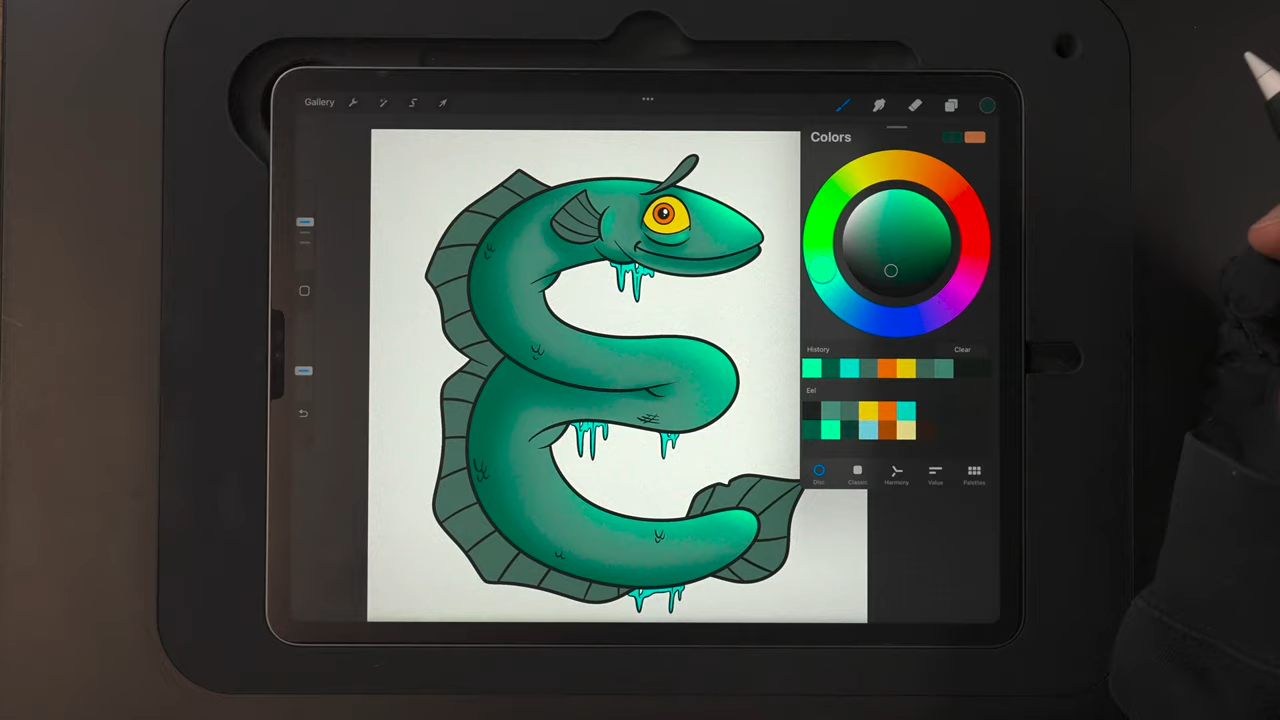 Gallery
Colors
History
Clear
Eel
Disc
Classic
Harmony
Value
Palettes